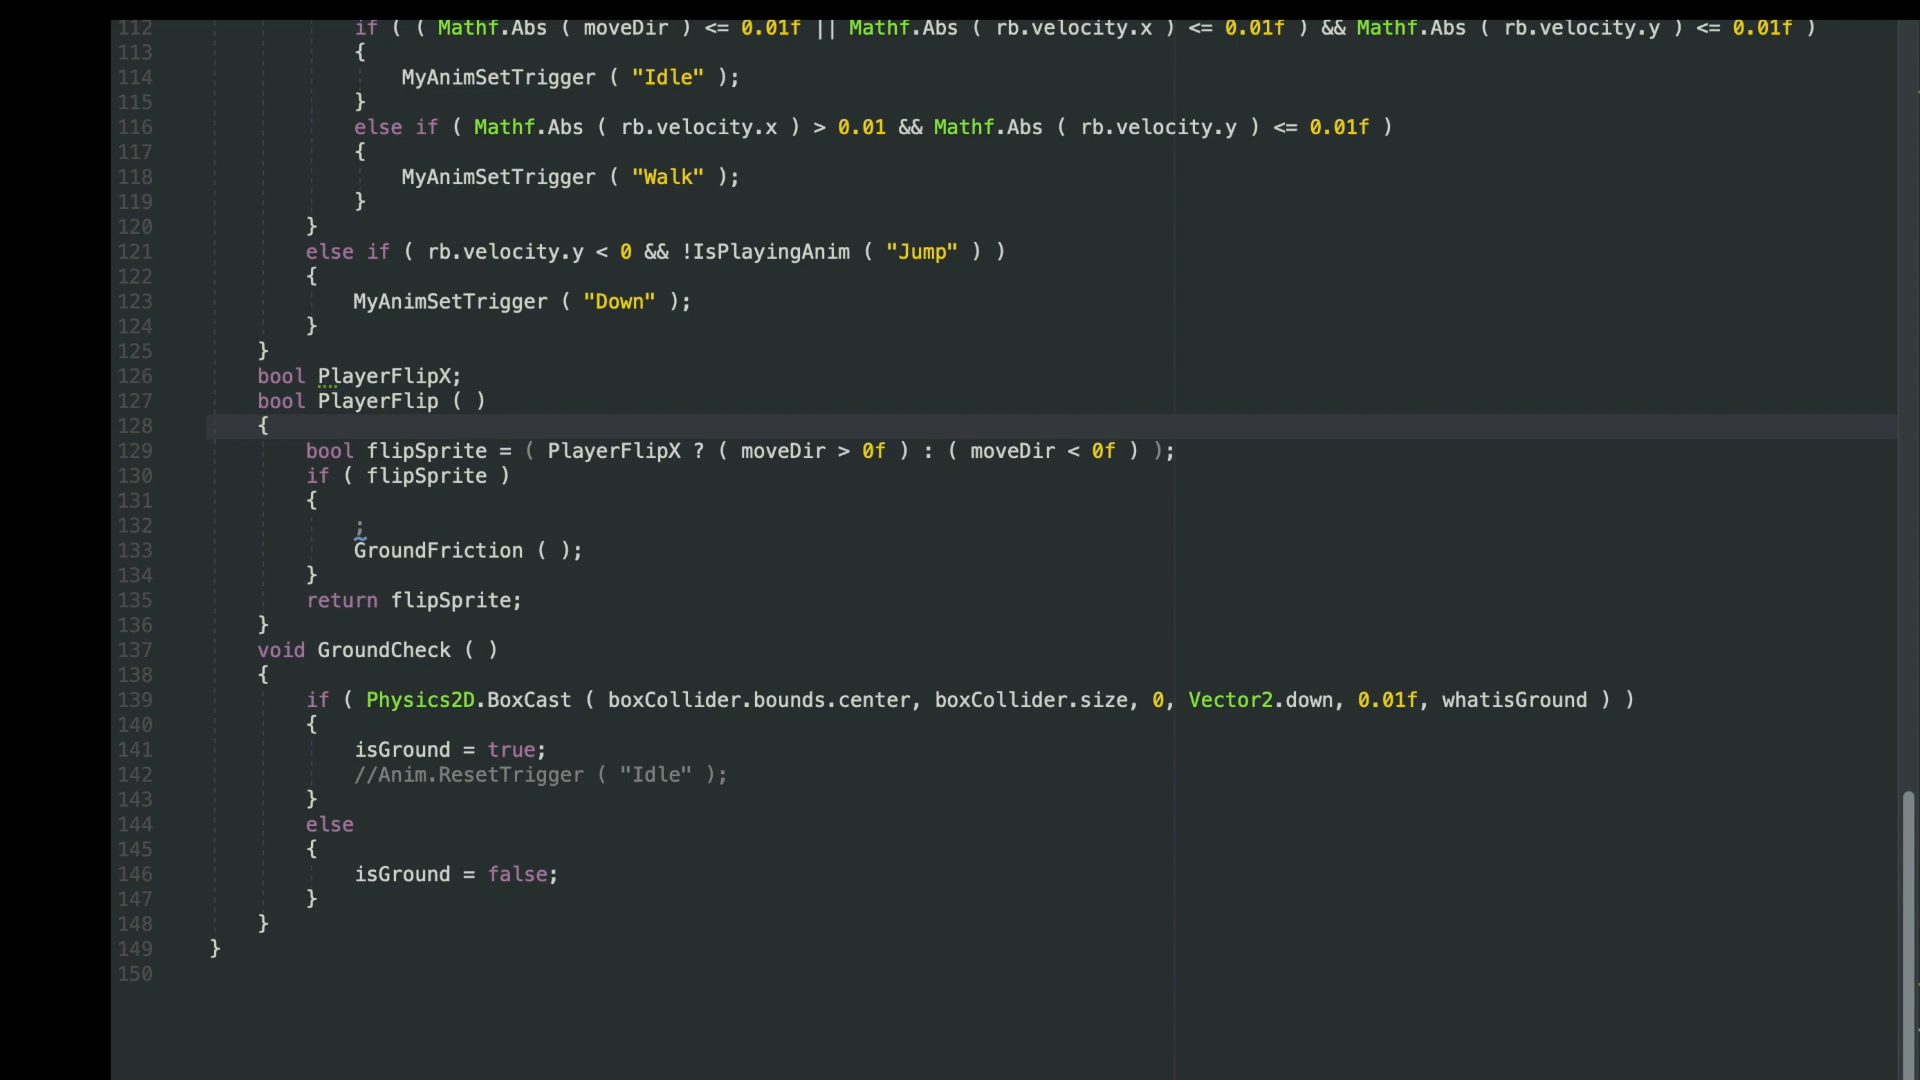 112 if ( ( Mathf.Abs ( moveDir ) <= 0.01f || Mathf.Abs ( rb.velocity.x ) <= 0.01f ) && Mathf.Abs ( rb.velocity.y ) <= 0.01f )
113 {
114 MyAnimSetTrigger ( "Idle" );
115 }
116 else if ( Mathf.Abs ( rb.velocity.x ) > 0.01 && Mathf.Abs ( rb.velocity.y ) <= 0.01f )
117 {
118 MyAnimSetTrigger ( "Walk" );
119 }
120 }
121 else if ( rb.velocity.y < 0 && !IsPlayingAnim ( "Jump" ) )
122 {
123 MyAnimSetTrigger ( "Down" );
124 }
125 }
126 bool PlayerFlipX;
127 bool PlayerFlip ( )
128 {
129 bool flipSprite = ( PlayerFlipX ? ( moveDir > 0f ) : ( moveDir < 0f ) );
130 if ( flipSprite )
131 {
132 ;
133 GroundFriction ( );
134 }
135 return flipSprite;
136 }
137 void GroundCheck ( )
138 {
139 if ( Physics2D.BoxCast ( boxCollider.bounds.center, boxCollider.size, 0, Vector2.down, 0.01f, whatisGround ) )
140 {
141 isGround = true;
142 //Anim.ResetTrigger ( "Idle" );
143 }
144 else
145 {
146 isGround = false;
147 }
148 }
149 }
150